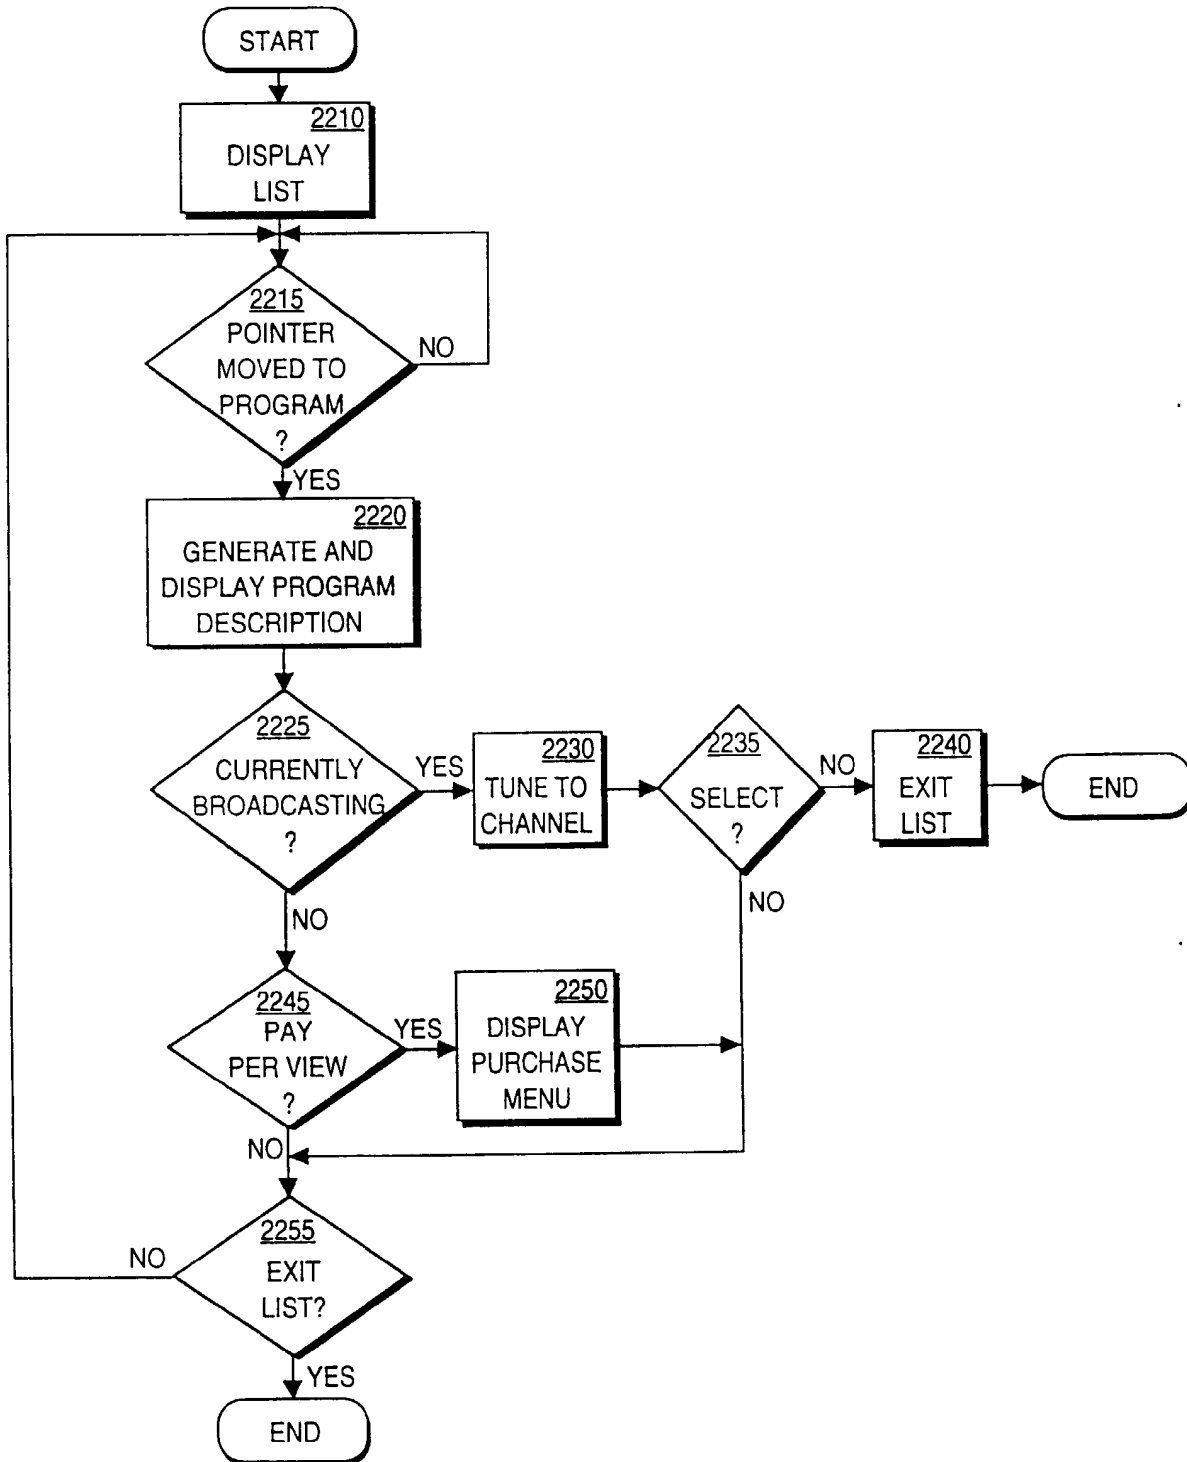 START
2210
DISPLAY
LIST
2215
POINTER
MOVED TO
PROGRAM
?
NO
YES
2220
GENERATE AND
DISPLAY PROGRAM
DESCRIPTION
2225
CURRENTLY
BROADCASTING
?
YES
2230
TUNE TO
CHANNEL
2235
SELECT
?
NO
2240
EXIT
LIST
END
NO
NO
2245
PAY
PER VIEW
?
YES
2250
DISPLAY
PURCHASE
MENU
NO
2255
EXIT
LIST?
NO
YES
END